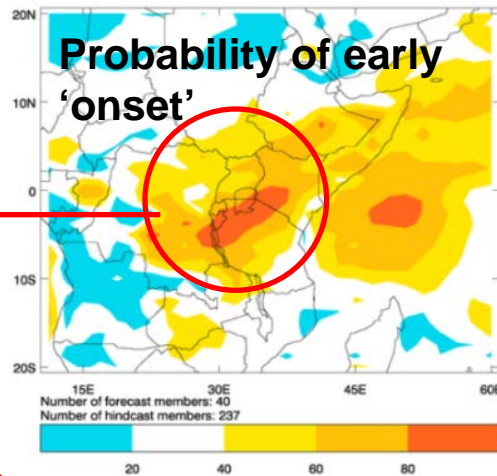 20N
Probability of early
‘onset’
10N
0
10S
20S
15E 30E 45E 60E
Number of forecast members: 40
Number of hindcast members: 237
20 40 60 80